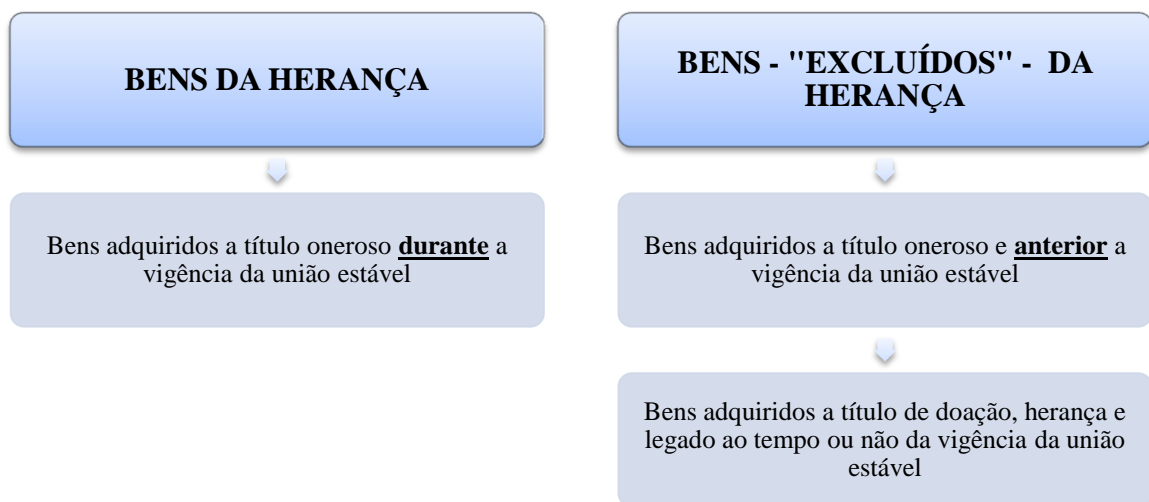 BENS DA HERANÇA
Bens adquiridos a título oneroso durante a
vigência da união estável
BENS - "EXCLUÍDOS" - DA
HERANÇA
Bens adquiridos a título oneroso e anterior a
vigência da união estável
Bens adquiridos a título de doação, herança e
legado ao tempo ou não da vigência da união
estável